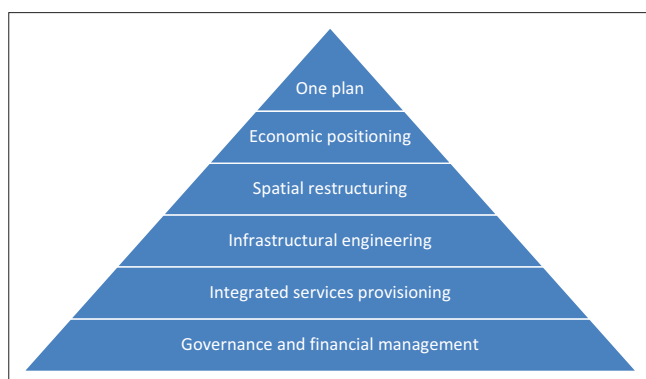 One plan
Economic positioning
Spatial restructuring
Infrastructural engineering
Integrated services provisioning
Governance and financial management